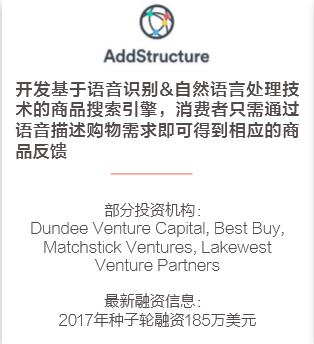 AddStructure
开发基于语音识别&自然语言处理技
术的商品搜索引擎，消费者只需通过
语音描述购物需求即可得到相应的商
品反馈
部分投资机构：
Dundee Venture Capital, Best Buy,
Matchstick Ventures, Lakewest
Venture Partners
最新融资信息：
2017年种子轮融资185万美元